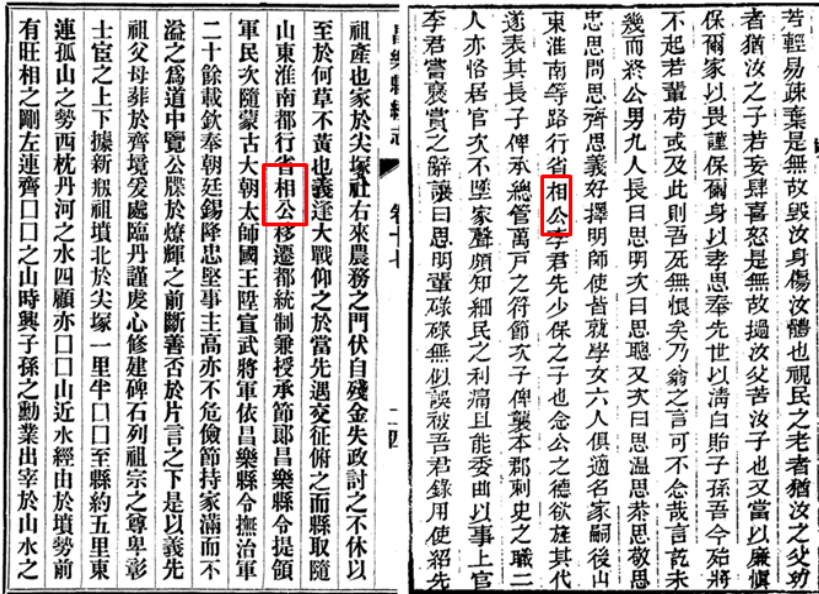 若輕易疎棄是無故毀汝身傷汝體也視民之老者猶汝之父幼
者猶汝之子若妄肆喜怒是無故撾汝父苦汝子也又當以廉慎
保爾家以畏謹保爾身以孝思奉先世以清白貽子孫吾今殆將
不起若輩苟或及此則吾死無恨矣乃翁之言可不念哉言訖未
幾而終公男九人長曰思明次曰思聰又次曰思温思恭思敬思
忠思問思齊思義好擇明師使皆就學女六人俱適名家嗣後山
東淮南等路行省相公李君先少保之子也念公之德欲旌其代
遂表其長子俾承總管萬戶之符節次子俾襲本郡刺史之職二
人亦恪居官次不墜家聲頗知細民之利痛且能委曲以事上官
李君嘗褒賞之辭讓曰思明輩碌碌無似誤被吾君錄用使紹先
昌樂縣續志 卷十七 二四
祖產也家於尖塚社右來農務之門伏自殘金失政討之不休以
至於何草不黃也義逢大戰仰之於當先遇交征俯之而縣取隨
山東淮南都行省相公移遷都統制兼授承節郎昌樂縣令提領
軍民次隨蒙古大朝太師國王陞宣武將軍依昌樂縣令撫治軍
二十餘載欽奉朝廷錫降忠堅事主高亦不危儉節持家滿而不
溢之為道中覽公牒於燎輝之前斷善否於片言之下是以義先
祖父母葬於齊境爰處臨丹謹虔心修建碑石列祖宗之尊卑彰
士宦之上下據新㼒祖墳北於尖塚一里半口口至縣約五里東
連孤山之勢西枕丹河之水四顧亦口口山近水經由於墳勢前
有旺相之剛左連齊口口之山時興子孫之勳業出宰於山水之